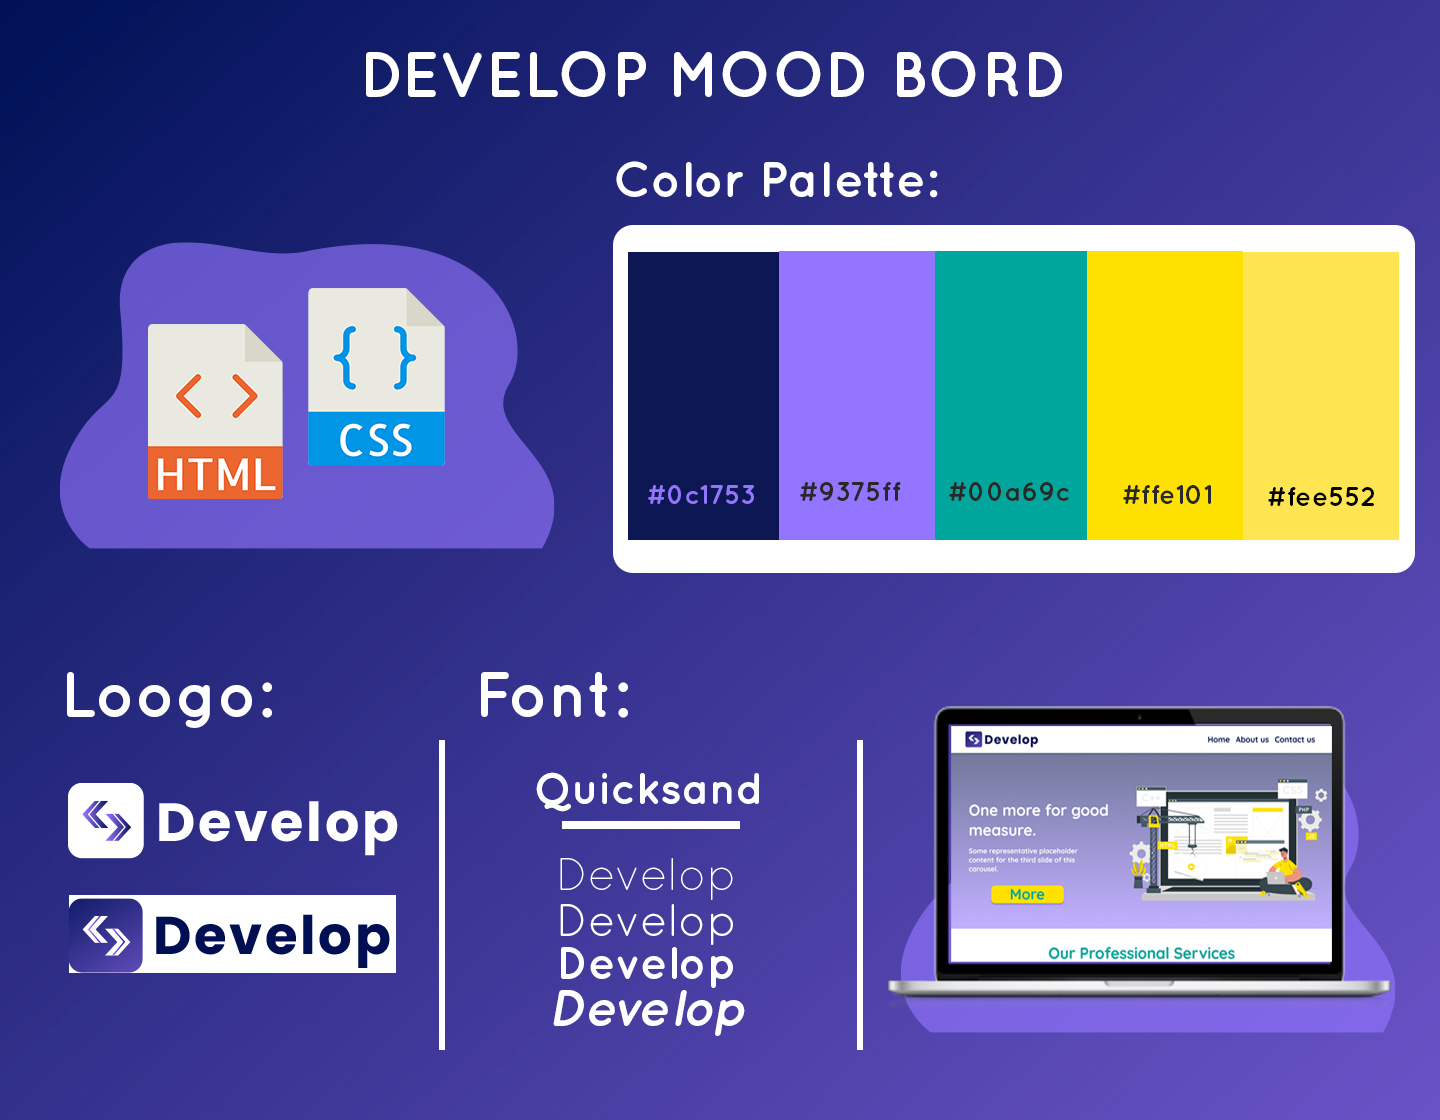 DEVELOP MOOD BORD
Color Palette:
HTML
CSS
#0c1753
#9375ff
#00a69c
#ffe101
#fee552
Loogo:
Develop
Develop
Font:
Quicksand
Develop
Develop
Develop
Develop
Develop
Home About us Contact us
One more for good
measure.
Some representative placeholder
content for the third slide of this
carousel.
More
C++
CSS
PHP
HTML
Our Professional Services